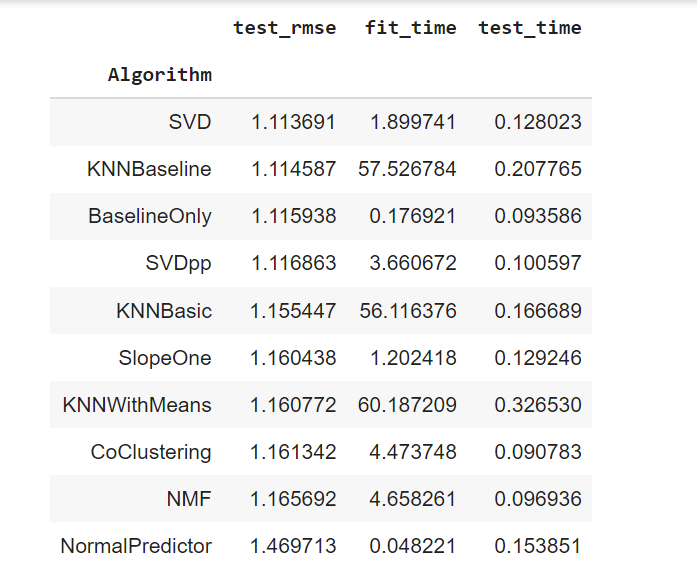 test_rmse fit_time test_time
Algorithm
SVD 1.113691 1.899741 0.128023
KNNBaseline 1.114587 57.526784 0.207765
BaselineOnly 1.115938 0.176921 0.093586
SVDpp 1.116863 3.660672 0.100597
KNNBasic 1.155447 56.116376 0.166689
SlopeOne 1.160438 1.202418 0.129246
KNNWithMeans 1.160772 60.187209 0.326530
CoClustering 1.161342 4.473748 0.090783
NMF 1.165692 4.658261 0.096936
NormalPredictor 1.469713 0.048221 0.153851